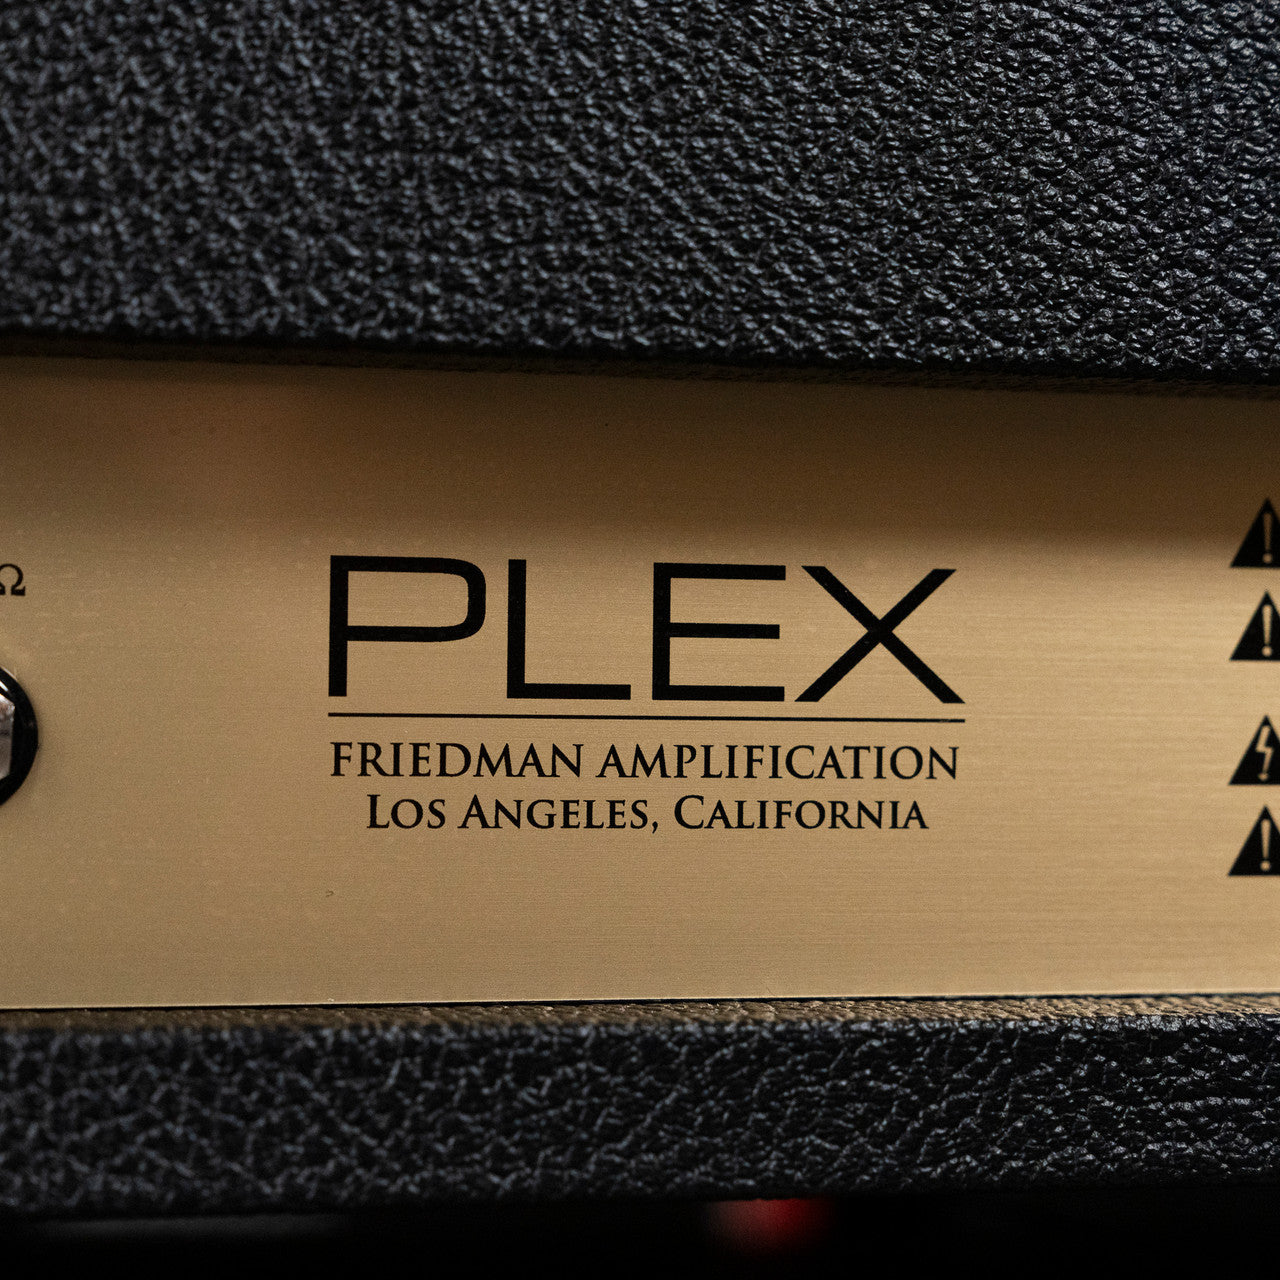 PLEX
FRIEDMAN AMPLIFICATION
LOS ANGELES, CALIFORNIA
Ω